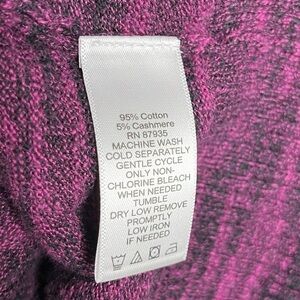 95% Cotton
5% Cashmere
RN 87935
MACHINE WASH
COLD SEPARATELY
GENTLE CYCLE
ONLY NON-
CHLORINE BLEACH
WHEN NEEDED
TUMBLE
DRY LOW REMOVE
PROMPTLY
LOW IRON
IF NEEDED